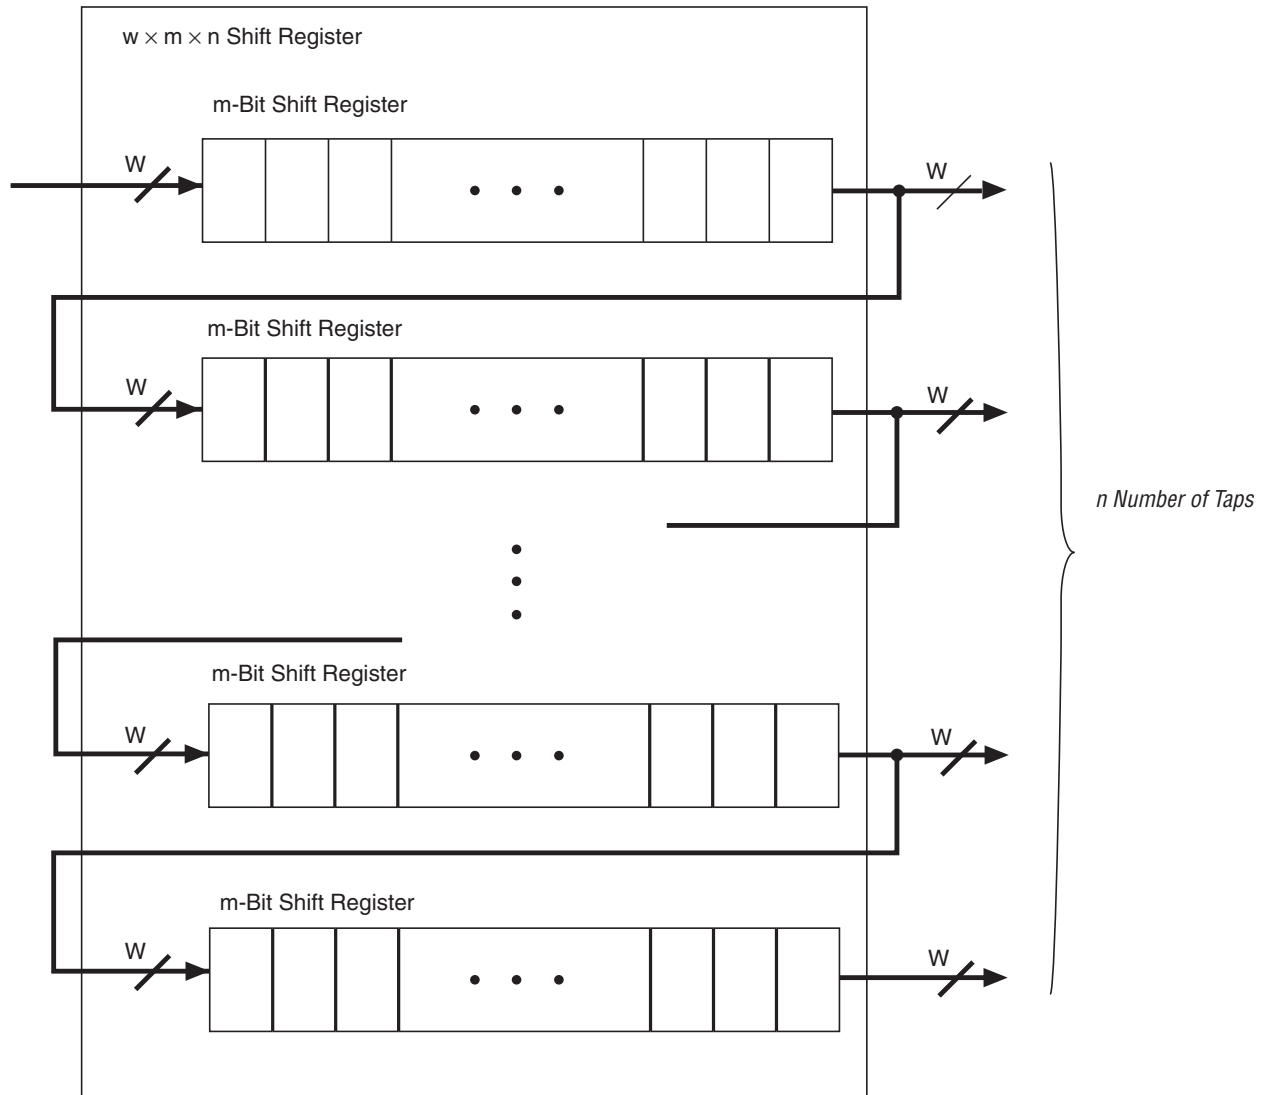 w × m × n Shift Register
m-Bit Shift Register
W
W
m-Bit Shift Register
W
W
n Number of Taps
m-Bit Shift Register
W
W
m-Bit Shift Register
W
W